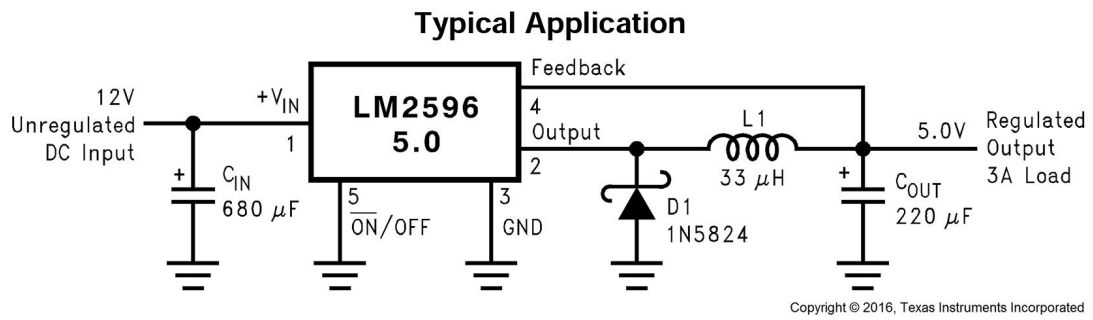 Typical Application
Feedback
12V
Unregulated
DC Input
+VIN
1
LM2596
5.0
4
Output
2
L1
33 μH
5.0V
Regulated
Output
3A Load
+
CIN
680 μF
5
ON/OFF
3
GND
D1
1N5824
+
COUT
220 μF
Copyright © 2016, Texas Instruments Incorporated